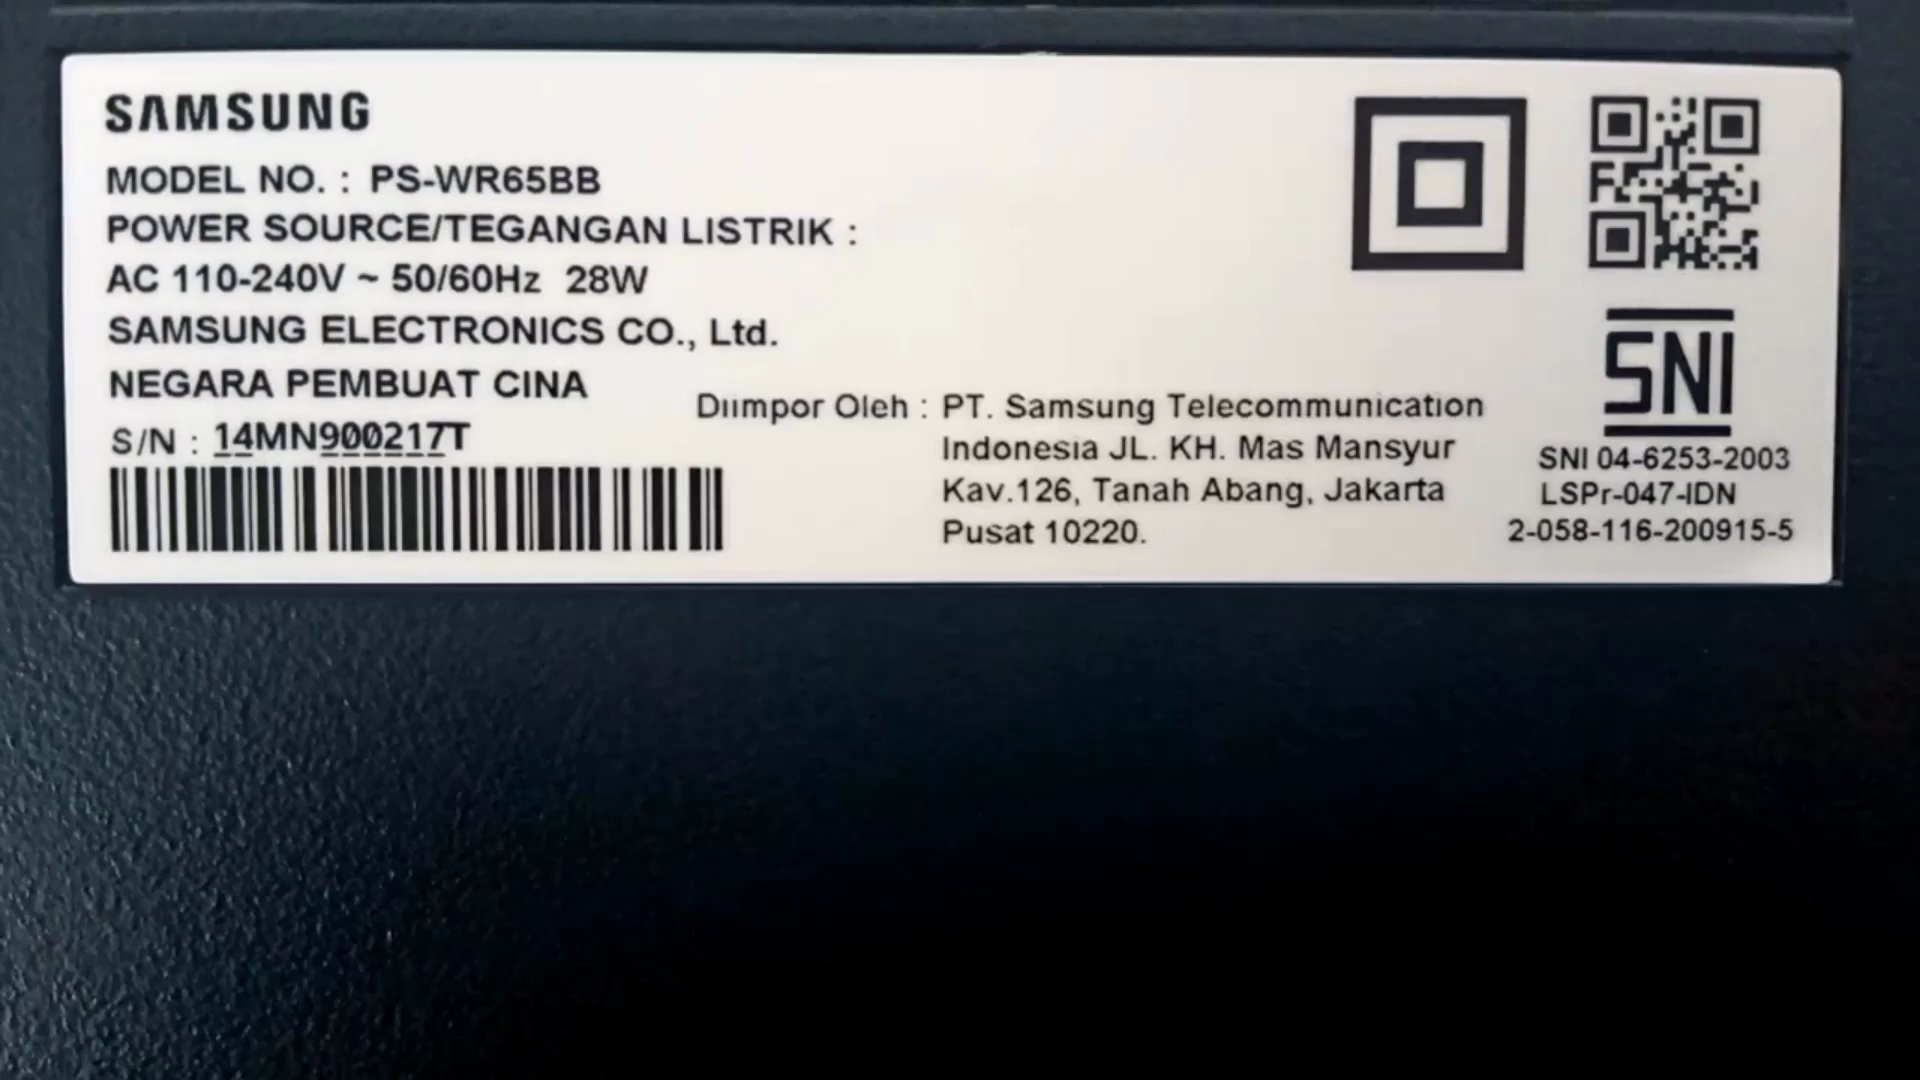 SAMSUNG
MODEL NO. : PS-WR65BB
POWER SOURCE/TEGANGAN LISTRIK :
AC 110-240V ~ 50/60Hz 28W
SAMSUNG ELECTRONICS CO., Ltd.
NEGARA PEMBUAT CINA
S/N : 14MN900217T
Diimpor Oleh : PT. Samsung Telecommunication
Indonesia JL. KH. Mas Mansyur
Kav.126, Tanah Abang, Jakarta
Pusat 10220.
SNI
SNI 04-6253-2003
LSPr-047-IDN
2-058-116-200915-5